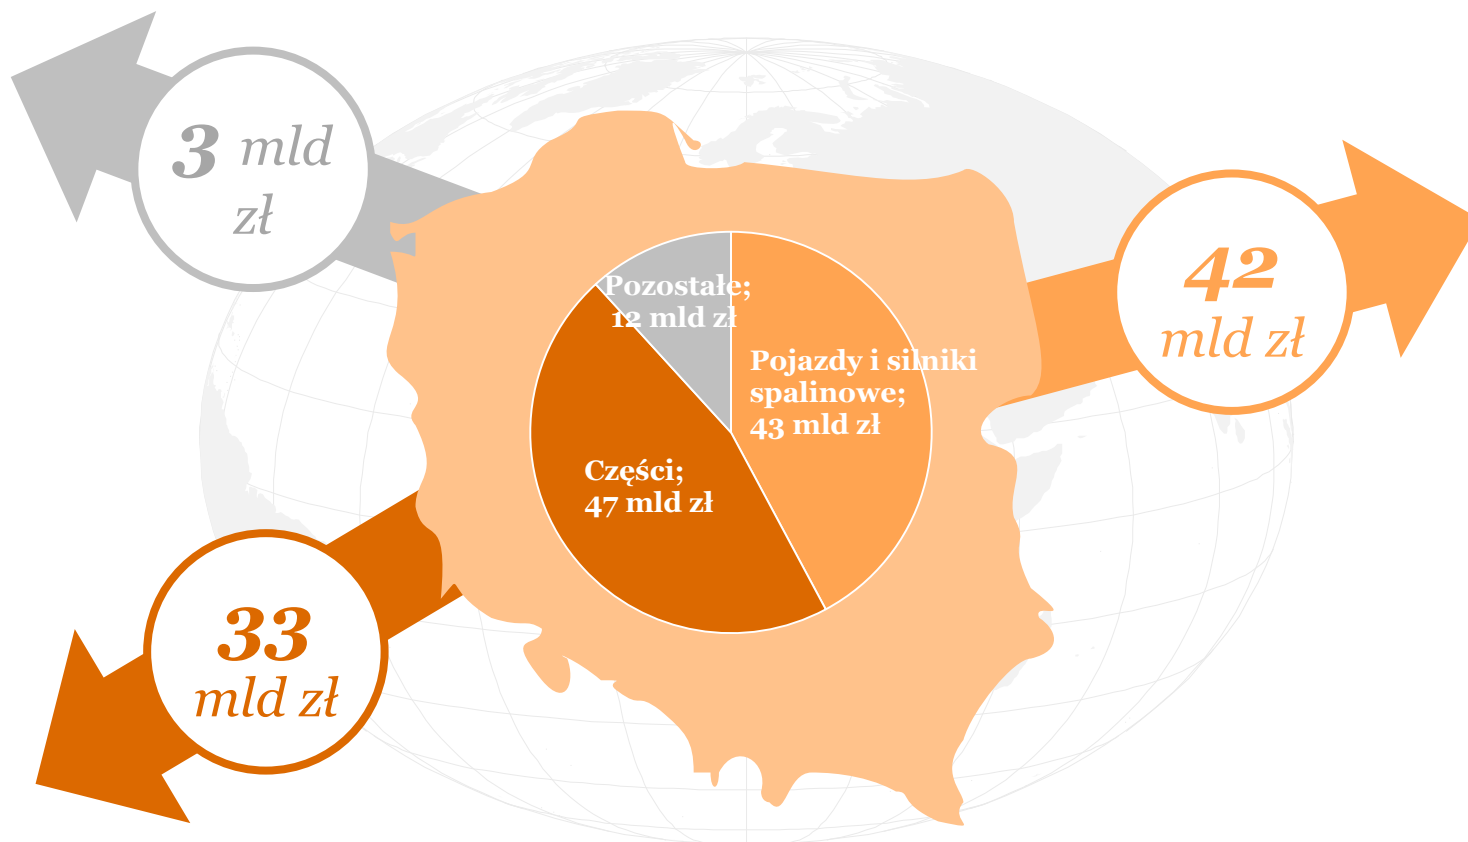 3 mld
zł
42
mld zł
Pozostałe;
12 mld zł
Pojazdy i silniki
spalinowe;
43 mld zł
Części;
47 mld zł
33
mld zł